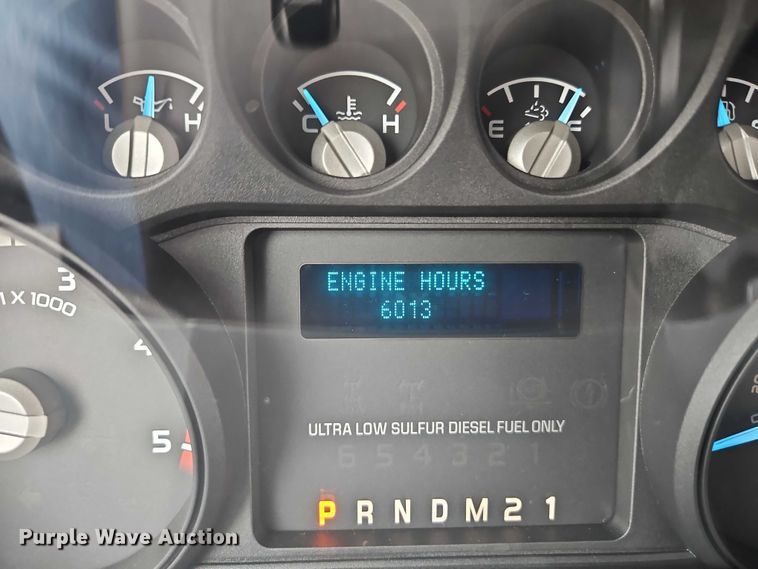 L H
C H
E F
3
X 1000
4
5
ENGINE HOURS
6013
ULTRA LOW SULFUR DIESEL FUEL ONLY
6 5 4 3 2 1
P R N D M 2 1
Purple Wave Auction